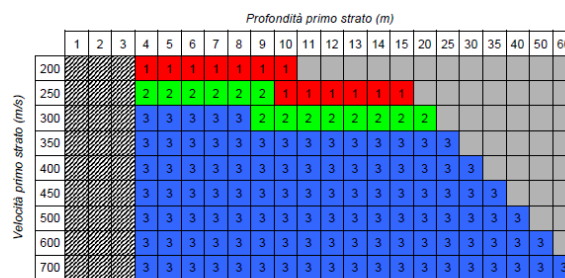 Profondità primo strato (m)
1 2 3 4 5 6 7 8 9 10 11 12 13 14 15 20 25 30 35 40 50 60
Velocità primo strato (m/s)
200 1 1 1 1 1 1 1
250 2 2 2 2 2 2 1 1 1 1 1 1
300 3 3 3 3 3 2 2 2 2 2 2 2 2
350 3 3 3 3 3 3 3 3 3 3 3 3 3 3
400 3 3 3 3 3 3 3 3 3 3 3 3 3 3 3
450 3 3 3 3 3 3 3 3 3 3 3 3 3 3 3 3
500 3 3 3 3 3 3 3 3 3 3 3 3 3 3 3 3 3
600 3 3 3 3 3 3 3 3 3 3 3 3 3 3 3 3 3 3
700 3 3 3 3 3 3 3 3 3 3 3 3 3 3 3 3 3 3 3